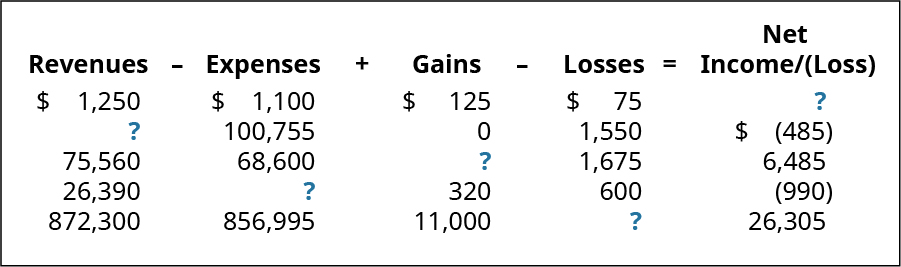 Net
Revenues – Expenses + Gains – Losses = Income/(Loss)
$ 1,250 $ 1,100 $ 125 $ 75 ?
? 100,755 0 1,550 $ (485)
75,560 68,600 ? 1,675 6,485
26,390 ? 320 600 (990)
872,300 856,995 11,000 ? 26,305